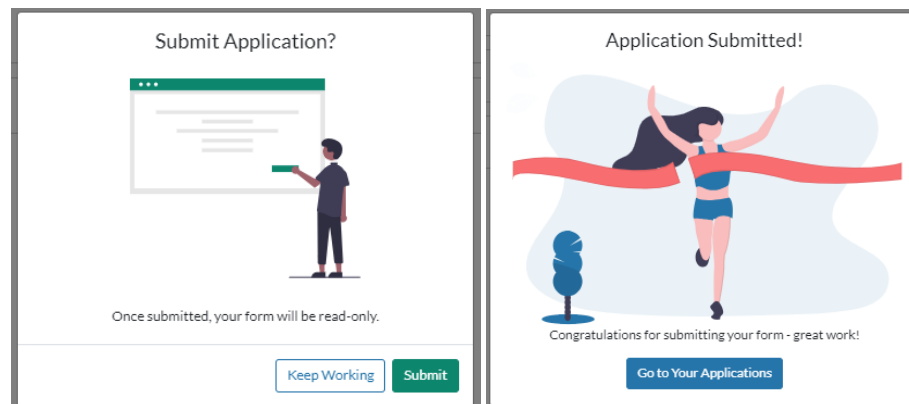 Submit Application?
Once submitted, your form will be read-only.
Keep Working
Submit
Application Submitted!
Congratulations for submitting your form - great work!
Go to Your Applications